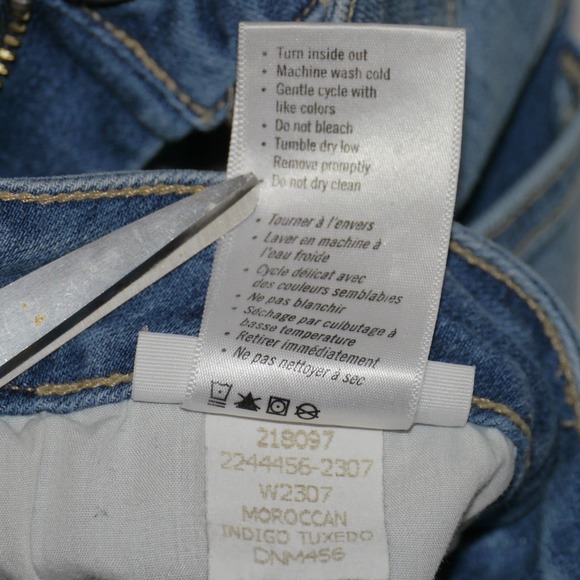 • Turn inside out
• Machine wash cold
• Gentle cycle with
like colors
• Do not bleach
• Tumble dry low
Remove promptly
• Do not dry clean
• Tourner à l'envers
• Laver en machine à
l'eau froide
• Cycle délicat avec
des couleurs semblables
• Ne pas blanchir
• Séchage par culbutage à
basse température
• Retirer immédiatement
• Ne pas nettoyer à sec
218097
2244456-2307
W2307
MOROCCAN
INDIGO TUXEDO
DNM456